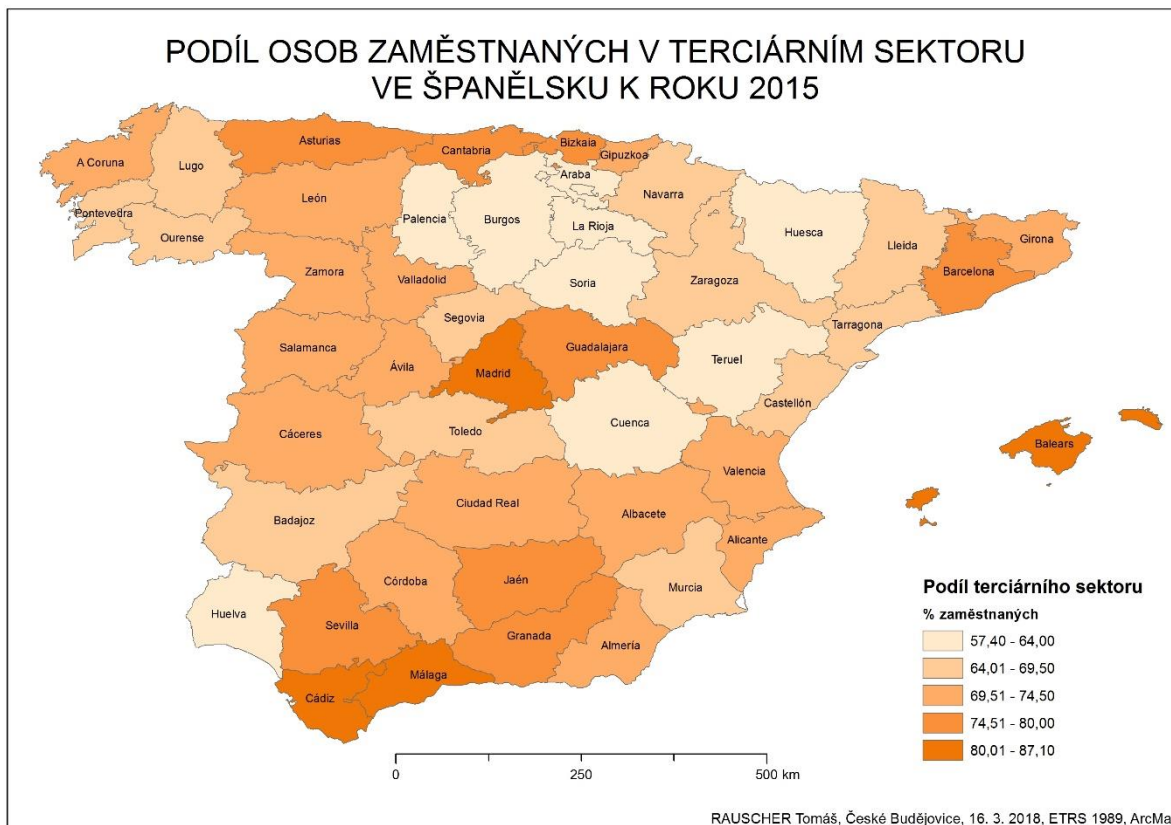 PODÍL OSOB ZAMĚSTNANÝCH V TERCIÁRNÍM SEKTORU
VE ŠPANĚLSKU K ROKU 2015
A Coruna
Lugo
Asturias
Cantabria
Bizkaia
Gipuzkoa
Araba
Navarra
Pontevedra
Ourense
León
Palencia
Burgos
La Rioja
Huesca
Lleida
Girona
Barcelona
Zamora
Valladolid
Soria
Zaragoza
Tarragona
Segovia
Salamanca
Ávila
Madrid
Guadalajara
Teruel
Castellón
Cáceres
Toledo
Cuenca
Valencia
Balears
Badajoz
Ciudad Real
Albacete
Alicante
Huelva
Sevilla
Córdoba
Jaén
Murcia
Granada
Almería
Málaga
Cádiz
Podíl terciárního sektoru
% zaměstnaných
57,40 - 64,00
64,01 - 69,50
69,51 - 74,50
74,51 - 80,00
80,01 - 87,10
0 250 500 km
RAUSCHER Tomáš, České Budějovice, 16. 3. 2018, ETRS 1989, ArcMa